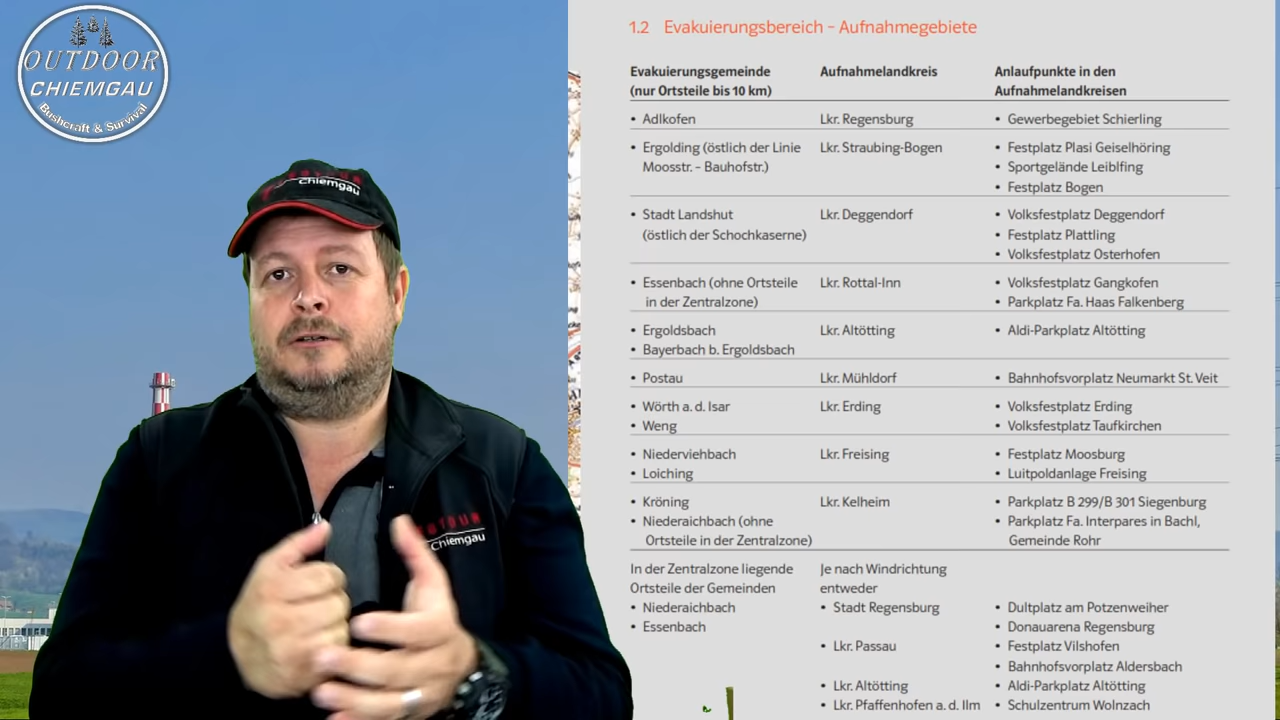 OUTDOOR
CHIEMGAU
Bushcraft & Survival
Chiemgau
Chiemgau
1.2 Evakuierungsbereich – Aufnahmegebiete
Evakuierungsgemeinde Aufnahmelandkreis Anlaufpunkte in den
(nur Ortsteile bis 10 km) Aufnahmelandkreisen
• Adlkofen Lkr. Regensburg • Gewerbegebiet Schierling
• Ergolding (östlich der Linie Lkr. Straubing-Bogen • Festplatz Plasi Geiselhöring
Moosstr. – Bauhofstr.) • Sportgelände Leiblfing
• Festplatz Bogen
• Stadt Landshut Lkr. Deggendorf • Volksfestplatz Deggendorf
(östlich der Schochkaserne) • Festplatz Plattling
• Volksfestplatz Osterhofen
• Essenbach (ohne Ortsteile Lkr. Rottal-Inn • Volksfestplatz Gangkofen
in der Zentralzone) • Parkplatz Fa. Haas Falkenberg
• Ergoldsbach Lkr. Altötting • Aldi-Parkplatz Altötting
• Bayerbach b. Ergoldsbach
• Postau Lkr. Mühldorf • Bahnhofsvorplatz Neumarkt St. Veit
• Wörth a. d. Isar Lkr. Erding • Volksfestplatz Erding
• Weng • Volksfestplatz Taufkirchen
• Niederviehbach Lkr. Freising • Festplatz Moosburg
• Loiching • Luitpoldanlage Freising
• Kröning Lkr. Kelheim • Parkplatz B 299/B 301 Siegenburg
• Niederaichbach (ohne • Parkplatz Fa. Interpares in Bachl,
Ortsteile in der Zentralzone) Gemeinde Rohr
In der Zentralzone liegende Je nach Windrichtung
Ortsteile der Gemeinden entweder
• Niederaichbach • Stadt Regensburg • Dultplatz am Potzenweiher
• Essenbach • Donauarena Regensburg
• Lkr. Passau • Festplatz Vilshofen
• Bahnhofsvorplatz Aldersbach
• Lkr. Altötting • Aldi-Parkplatz Altötting
• Lkr. Pfaffenhofen a. d. Ilm • Schulzentrum Wolnzach